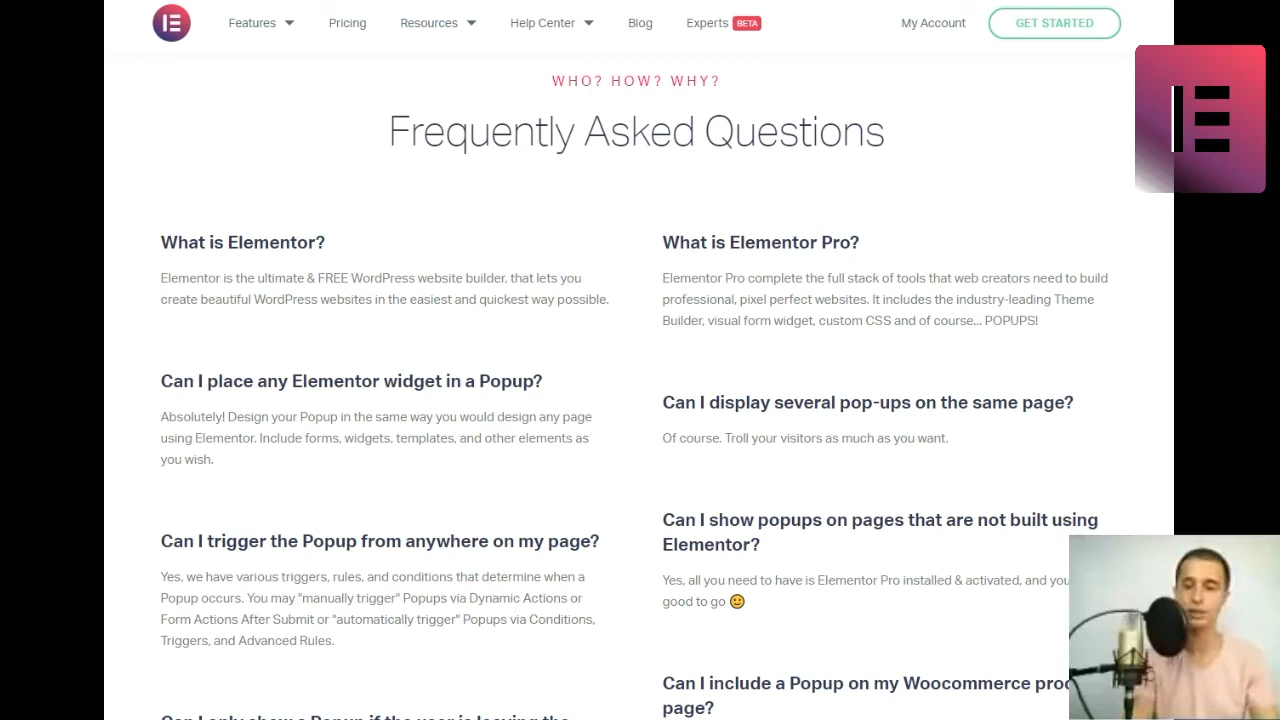 Features Pricing Resources Help Center Blog Experts BETA My Account GET STARTED
WHO? HOW? WHY?
Frequently Asked Questions
What is Elementor?
Elementor is the ultimate & FREE WordPress website builder, that lets you
create beautiful WordPress websites in the easiest and quickest way possible.
Can I place any Elementor widget in a Popup?
Absolutely! Design your Popup in the same way you would design any page
using Elementor. Include forms, widgets, templates, and other elements as
you wish.
Can I trigger the Popup from anywhere on my page?
Yes, we have various triggers, rules, and conditions that determine when a
Popup occurs. You may "manually trigger" Popups via Dynamic Actions or
Form Actions After Submit or "automatically trigger" Popups via Conditions,
Triggers, and Advanced Rules.
Can I only show a Popup if the user is leaving the
What is Elementor Pro?
Elementor Pro complete the full stack of tools that web creators need to build
professional, pixel perfect websites. It includes the industry-leading Theme
Builder, visual form widget, custom CSS and of course... POPUPS!
Can I display several pop-ups on the same page?
Of course. Troll your visitors as much as you want.
Can I show popups on pages that are not built using
Elementor?
Yes, all you need to have is Elementor Pro installed & activated, and you
good to go 🙂
Can I include a Popup on my Woocommerce
page?